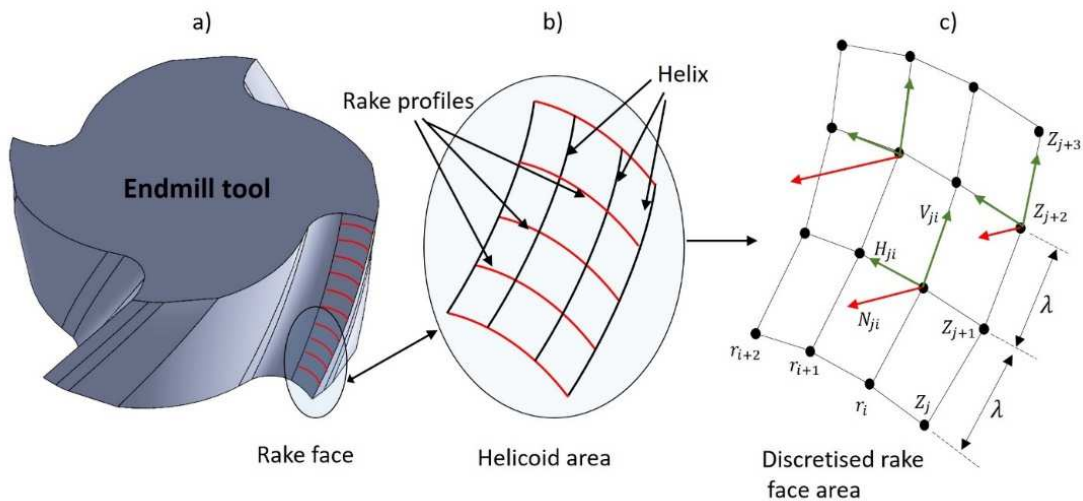 a)
b)
c)
Endmill tool
Rake profiles
Helix
Z_{j+3}
Z_{j+2}
V_{ji}
H_{ji}
N_{ji}
Z_{j+1}
λ
r_{i+2}
r_{i+1}
r_i
Z_j
λ
Rake face
Helicoid area
Discretised rake
face area